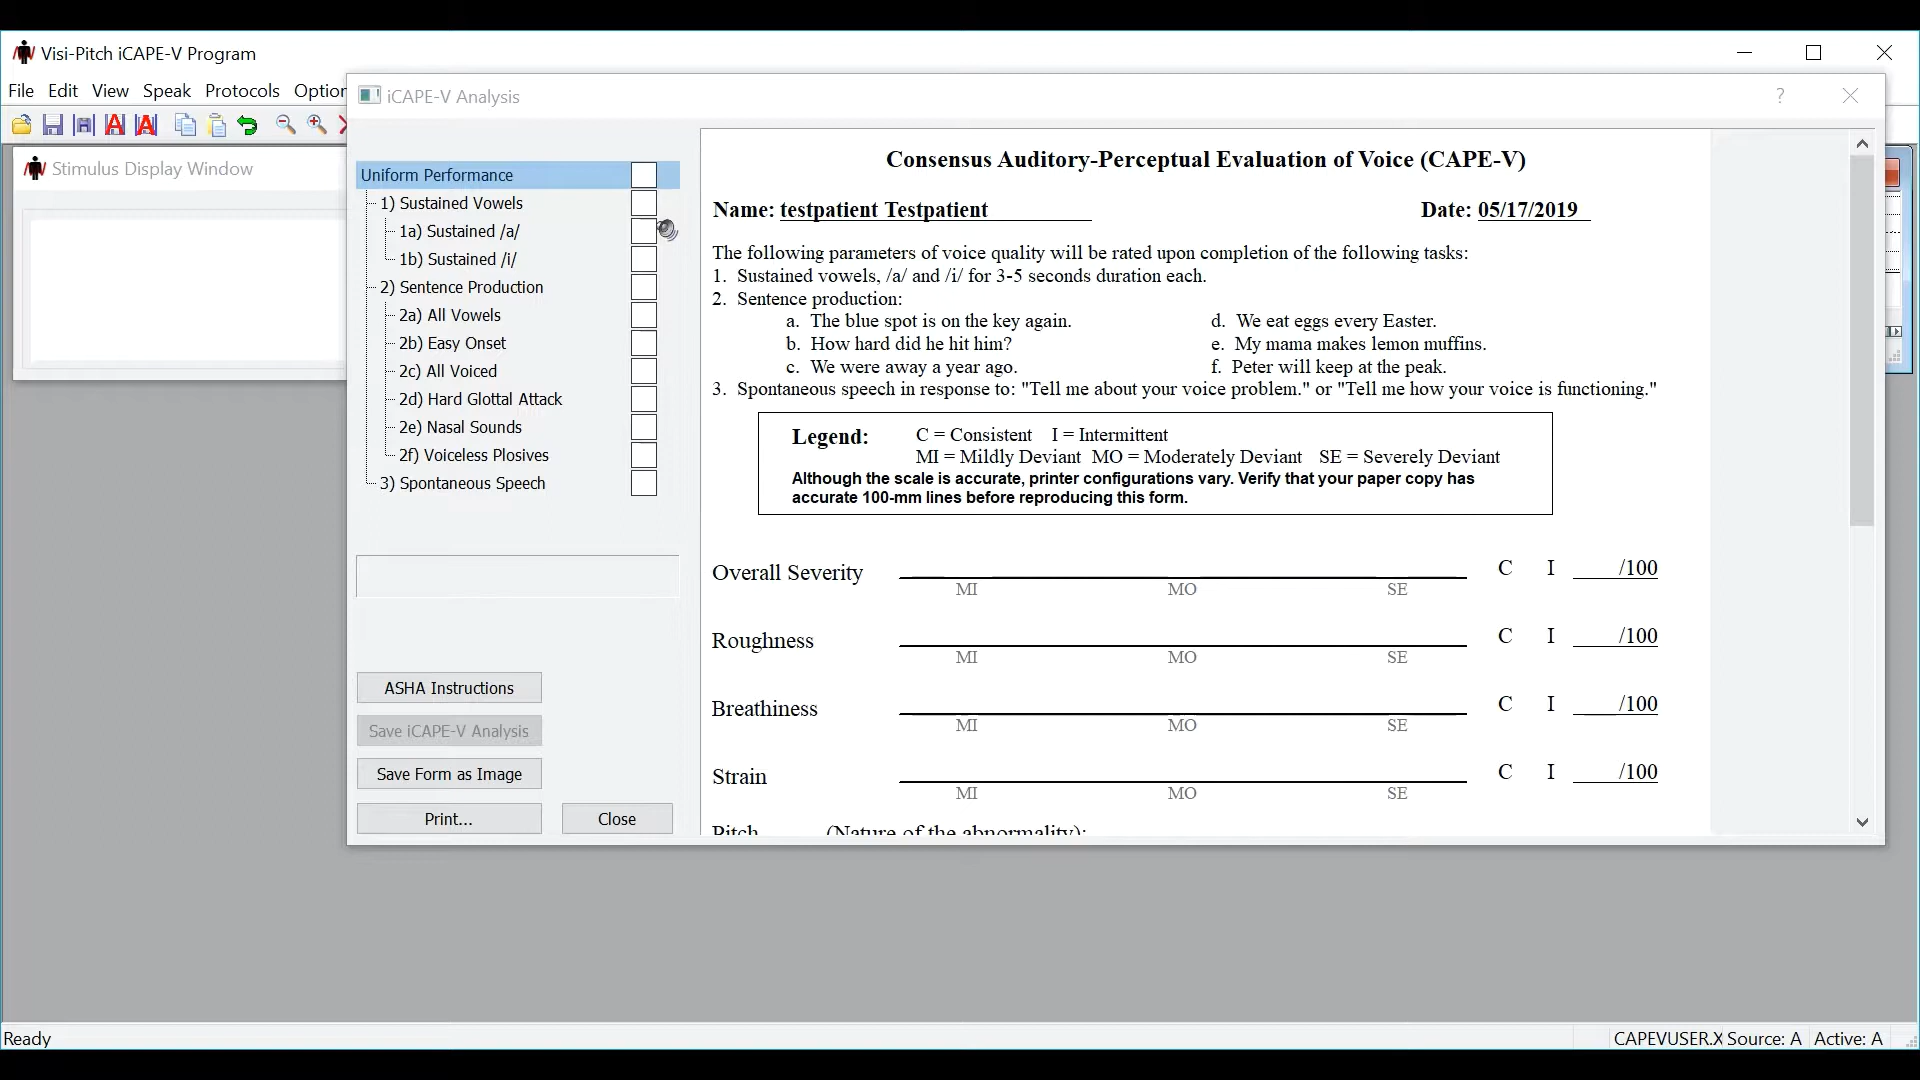 Visi-Pitch iCAPE-V Program
File Edit View Speak Protocols Option
iCAPE-V Analysis
?
Stimulus Display Window
Uniform Performance
1) Sustained Vowels
1a) Sustained /a/
1b) Sustained /i/
2) Sentence Production
2a) All Vowels
2b) Easy Onset
2c) All Voiced
2d) Hard Glottal Attack
2e) Nasal Sounds
2f) Voiceless Plosives
3) Spontaneous Speech
ASHA Instructions
Save iCAPE-V Analysis
Save Form as Image
Print... Close
Consensus Auditory-Perceptual Evaluation of Voice (CAPE-V)
Name: testpatient Testpatient Date: 05/17/2019
The following parameters of voice quality will be rated upon completion of the following tasks:
1. Sustained vowels, /a/ and /i/ for 3-5 seconds duration each.
2. Sentence production:
a. The blue spot is on the key again. d. We eat eggs every Easter.
b. How hard did he hit him? e. My mama makes lemon muffins.
c. We were away a year ago. f. Peter will keep at the peak.
3. Spontaneous speech in response to: "Tell me about your voice problem." or "Tell me how your voice is functioning."
Legend: C = Consistent I = Intermittent
MI = Mildly Deviant MO = Moderately Deviant SE = Severely Deviant
Although the scale is accurate, printer configurations vary. Verify that your paper copy has
accurate 100-mm lines before reproducing this form.
Overall Severity C I /100
MI MO SE
Roughness C I /100
MI MO SE
Breathiness C I /100
MI MO SE
Strain C I /100
MI MO SE
Pitch (Nature of the abnormality):
Ready CAPEVUSER.X Source: A Active: A